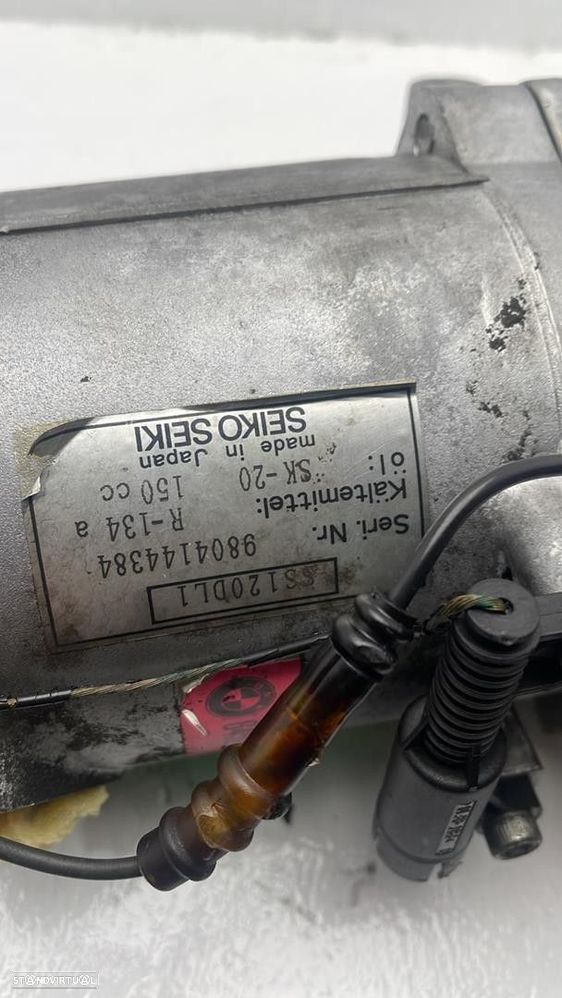 SS120DL1
Seri. Nr. 9804144384
Kältemittel: R-134 a
öl: SK-20 150 cc
made in Japan
SEIKO SEIKI
STANDVIRTUAL